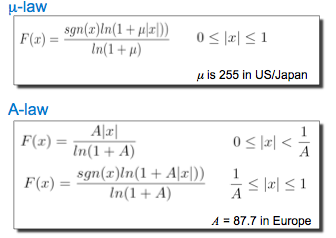 μ-law
F(x) = sgn(x)ln(1 + μ|x|)) / ln(1 + μ)    0 ≤ |x| ≤ 1
μ is 255 in US/Japan
A-law
F(x) = A|x| / ln(1 + A)    0 ≤ |x| < 1/A
F(x) = sgn(x)ln(1 + A|x|)) / ln(1 + A)    1/A ≤ |x| ≤ 1
A = 87.7 in Europe